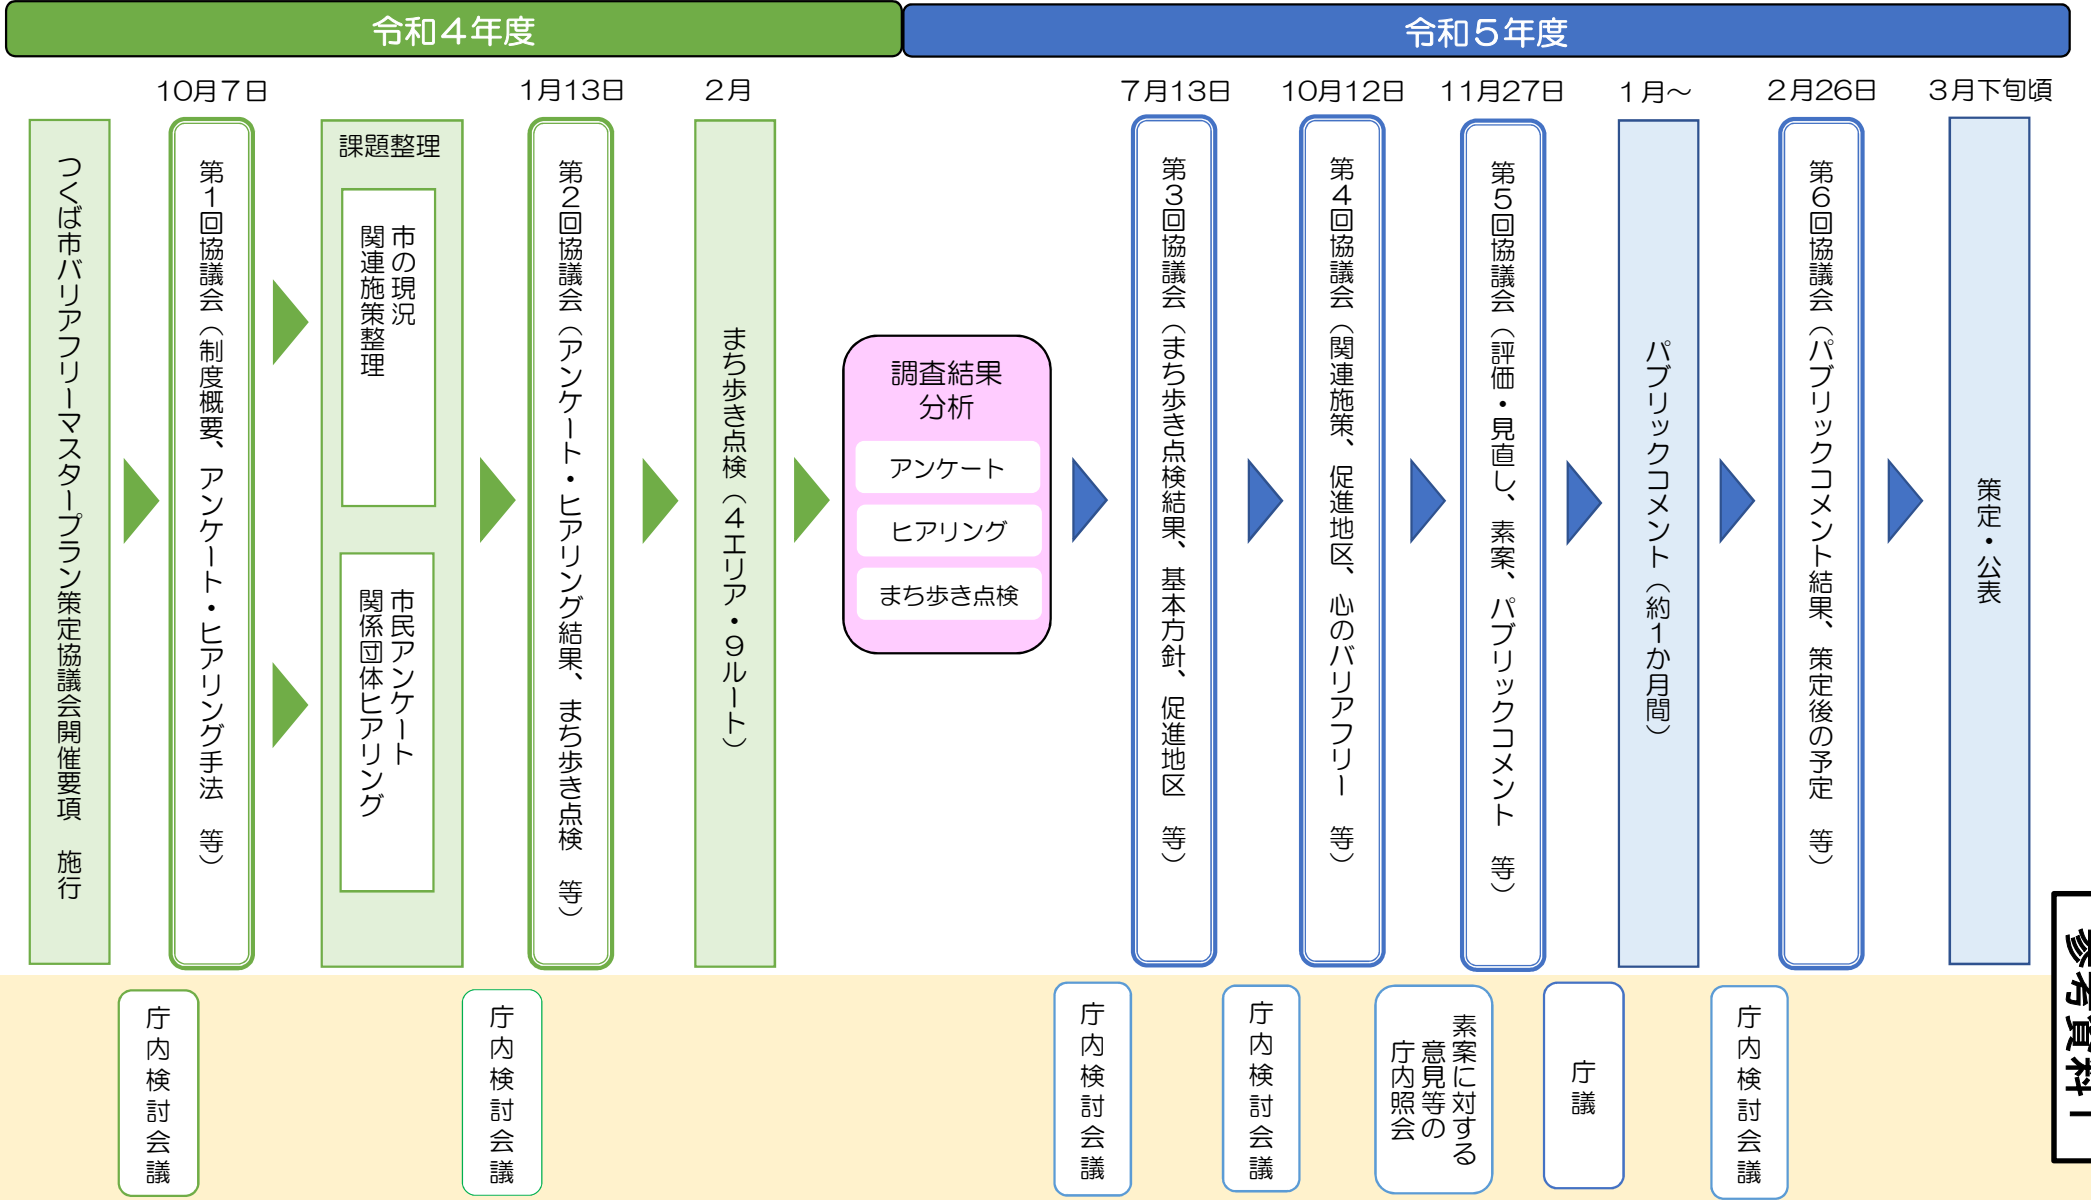 令和４年度
令和５年度
10月７日
１月13日
２月
７月13日
10月12日
11月27日
１月～
２月26日
３月下旬頃
つくば市バリアフリーマスタープラン策定協議会開催要項　施行
第１回協議会（制度概要、アンケート・ヒアリング手法　等）
課題整理
市の現況
関連施策整理
市民アンケート
関係団体ヒアリング
第２回協議会（アンケート・ヒアリング結果、まち歩き点検　等）
まち歩き点検（４エリア・９ルート）
調査結果
分析
アンケート
ヒアリング
まち歩き点検
第３回協議会（まち歩き点検結果、基本方針、促進地区　等）
第４回協議会（関連施策、促進地区、心のバリアフリー　等）
第５回協議会（評価・見直し、素案、パブリックコメント　等）
パブリックコメント（約１か月間）
第６回協議会（パブリックコメント結果、策定後の予定　等）
策定・公表
庁内検討会議
庁内検討会議
庁内検討会議
庁内検討会議
素案に対する
意見等の
庁内照会
庁議
庁内検討会議
参考資料１